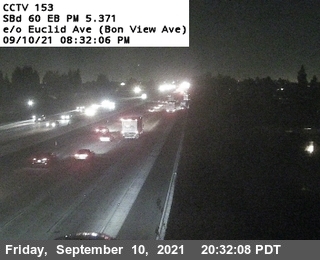 CCTV 153
SBd 60 EB PM 5.371
e/o Euclid Ave (Bon View Ave)
09/10/21 08:32:06 PM
Friday, September 10, 2021 20:32:08 PDT